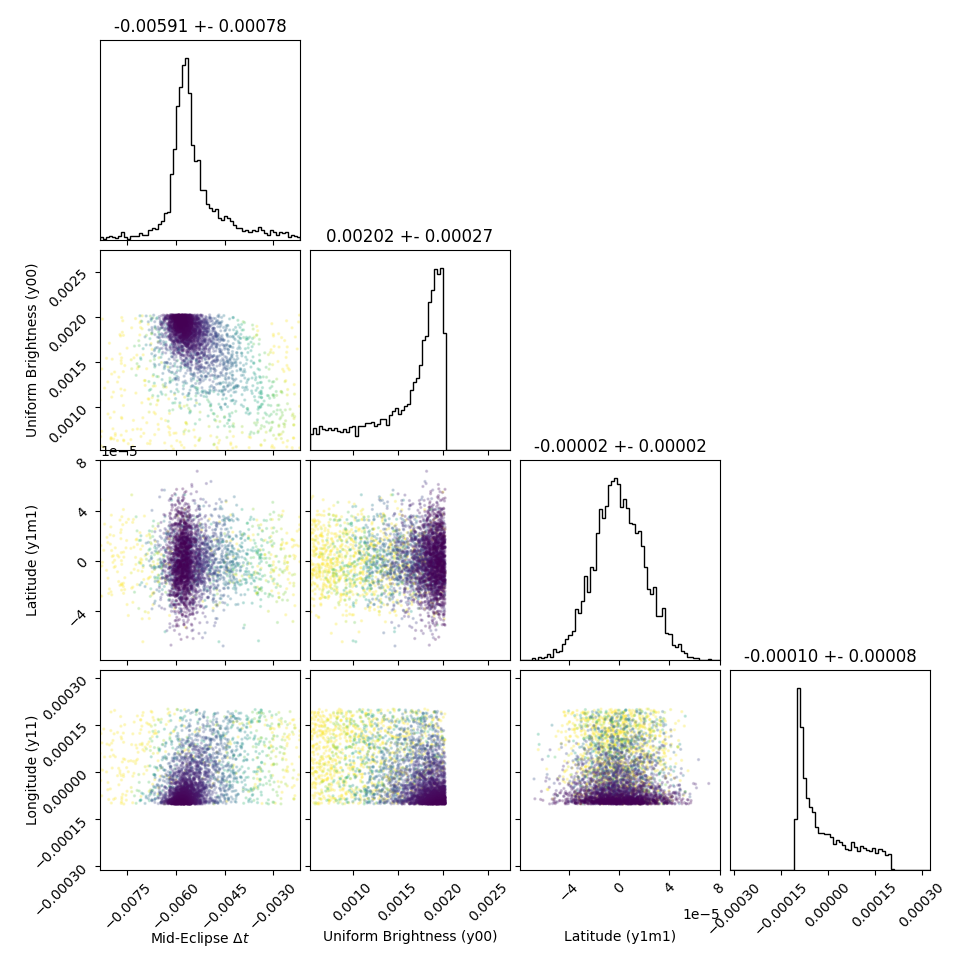 -0.00591 +- 0.00078
0.00202 +- 0.00027
Uniform Brightness (y00)
0.0025
0.0020
0.0015
0.0010
1e−5
-0.00002 +- 0.00002
Latitude (y1m1)
8
4
0
−4
-0.00010 +- 0.00008
Longitude (y11)
0.00030
0.00015
0.00000
−0.00015
−0.00030
−0.0075
−0.0060
−0.0045
−0.0030
Mid-Eclipse Δt
0.0010
0.0015
0.0020
0.0025
Uniform Brightness (y00)
−4
0
4
8
1e−5
Latitude (y1m1)
−0.00030
−0.00015
0.00000
0.00015
0.00030